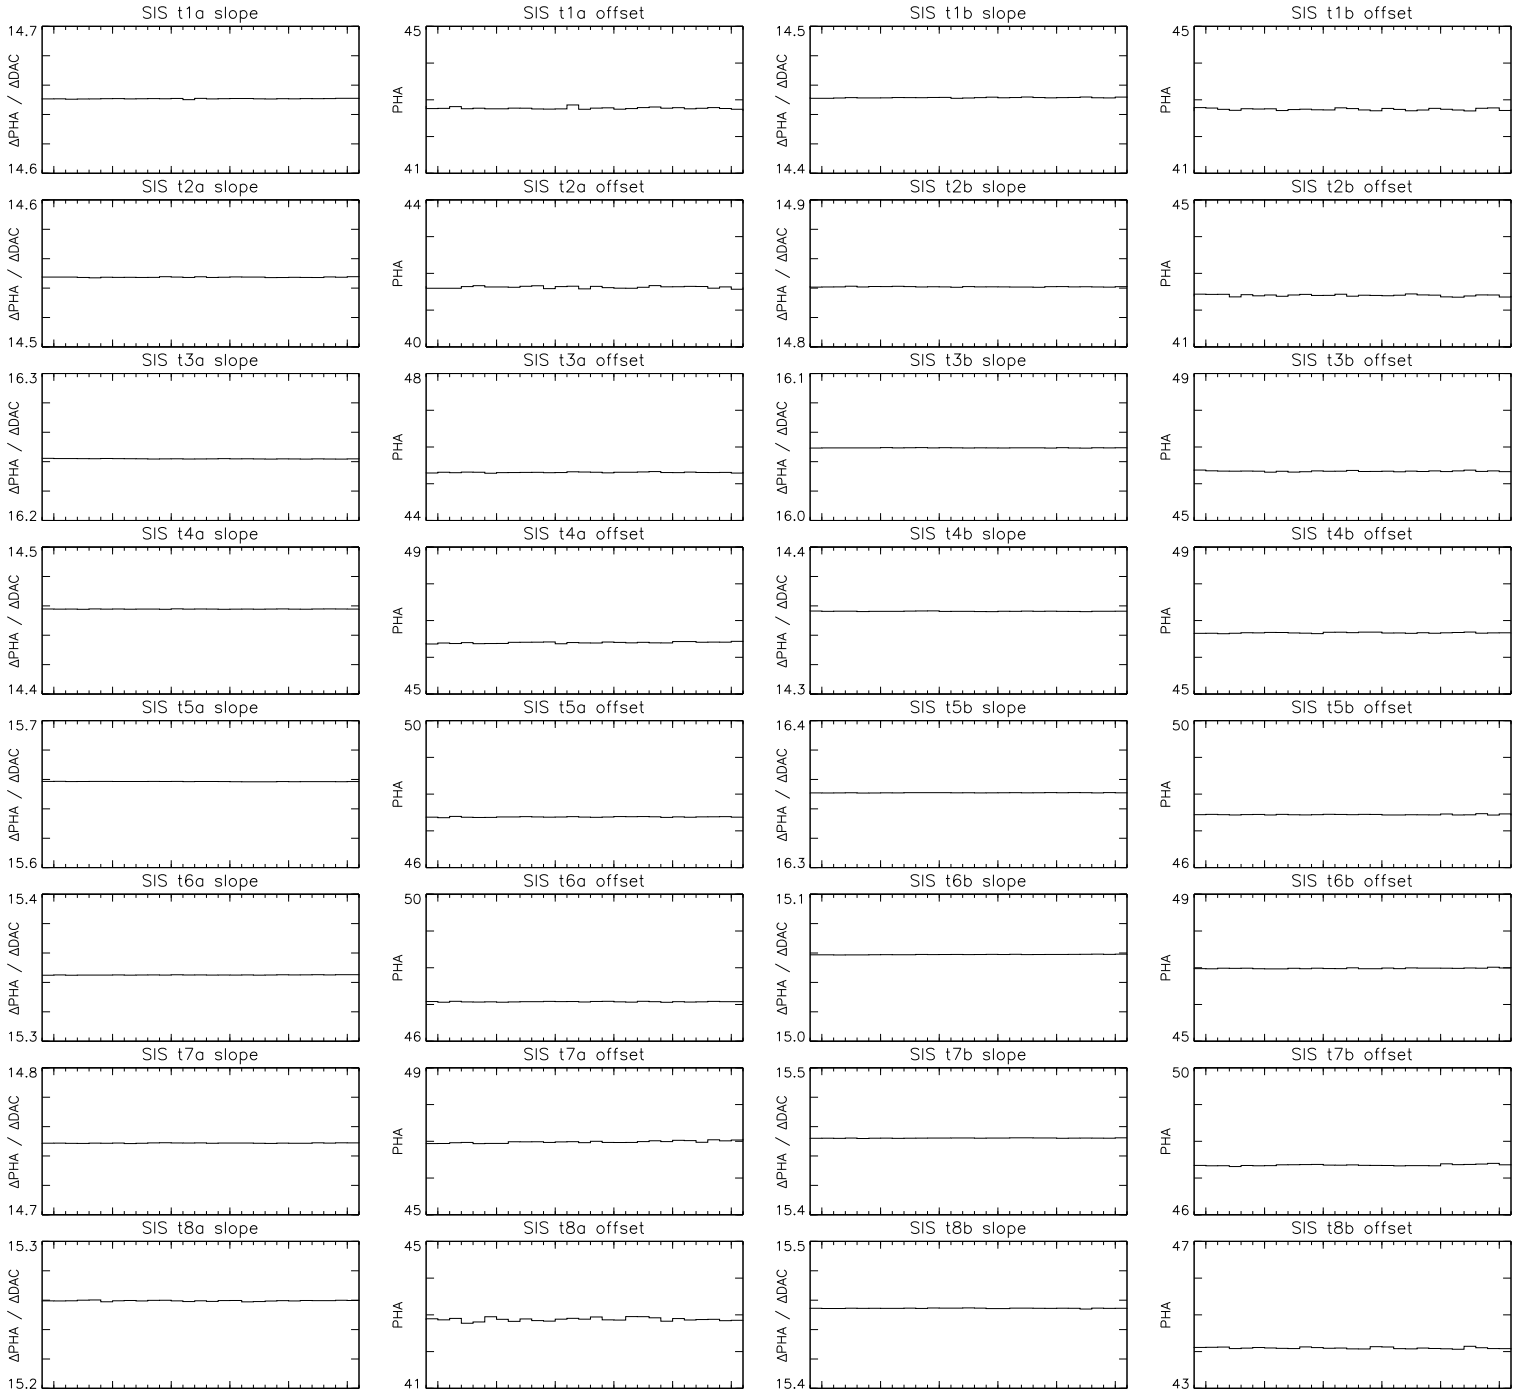 SIS t1a slope
14.7
ΔPHA / ΔDAC
14.6
SIS t1a offset
45
PHA
41
SIS t1b slope
14.5
ΔPHA / ΔDAC
14.4
SIS t1b offset
45
PHA
41
SIS t2a slope
14.6
ΔPHA / ΔDAC
14.5
SIS t2a offset
44
PHA
40
SIS t2b slope
14.9
ΔPHA / ΔDAC
14.8
SIS t2b offset
45
PHA
41
SIS t3a slope
16.3
ΔPHA / ΔDAC
16.2
SIS t3a offset
48
PHA
44
SIS t3b slope
16.1
ΔPHA / ΔDAC
16.0
SIS t3b offset
49
PHA
45
SIS t4a slope
14.5
ΔPHA / ΔDAC
14.4
SIS t4a offset
49
PHA
45
SIS t4b slope
14.4
ΔPHA / ΔDAC
14.3
SIS t4b offset
49
PHA
45
SIS t5a slope
15.7
ΔPHA / ΔDAC
15.6
SIS t5a offset
50
PHA
46
SIS t5b slope
16.4
ΔPHA / ΔDAC
16.3
SIS t5b offset
50
PHA
46
SIS t6a slope
15.4
ΔPHA / ΔDAC
15.3
SIS t6a offset
50
PHA
46
SIS t6b slope
15.1
ΔPHA / ΔDAC
15.0
SIS t6b offset
49
PHA
45
SIS t7a slope
14.8
ΔPHA / ΔDAC
14.7
SIS t7a offset
49
PHA
45
SIS t7b slope
15.5
ΔPHA / ΔDAC
15.4
SIS t7b offset
50
PHA
46
SIS t8a slope
15.3
ΔPHA / ΔDAC
15.2
SIS t8a offset
45
PHA
41
SIS t8b slope
15.5
ΔPHA / ΔDAC
15.4
SIS t8b offset
47
PHA
43